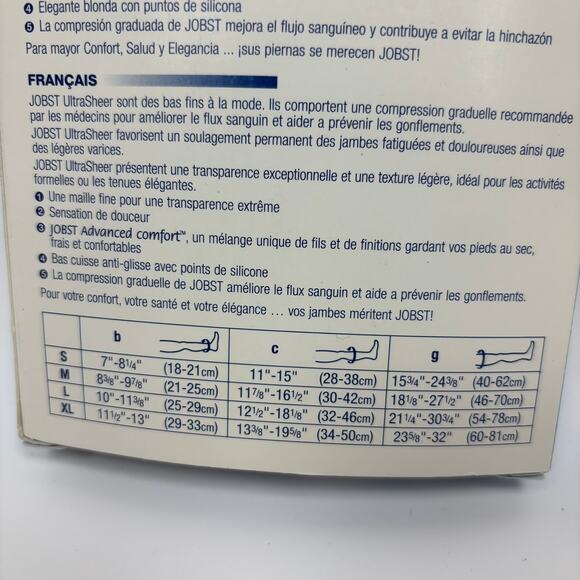 ❹ Elegante blonda con puntos de silicona
❺ La compresión graduada de JOBST mejora el flujo sanguíneo y contribuye a evitar la hinchazón
Para mayor Confort, Salud y Elegancia ... ¡sus piernas se merecen JOBST!
FRANÇAIS
JOBST UltraSheer sont des bas fins à la mode. Ils comportent une compression graduelle recommandée
par les médecins pour améliorer le flux sanguin et aider a prévenir les gonflements.
JOBST UltraSheer favorisent un soulagement permanent des jambes fatiguées et douloureuses ainsi que
des légères varices.
JOBST UltraSheer présentent une transparence exceptionnelle et une texture légère, idéal pour les activités
formelles ou les tenues élégantes.
❶ Une maille fine pour une transparence extrême
❷ Sensation de douceur
❸ JOBST Advanced comfort™, un mélange unique de fils et de finitions gardant vos pieds au sec,
frais et confortables
❹ Bas cuisse anti-glisse avec points de silicone
❺ La compression graduelle de JOBST améliore le flux sanguin et aide a prévenir les gonflements.
Pour votre confort, votre santé et votre élégance ... vos jambes méritent JOBST!
b c g
S 7"-81/4" (18-21cm) 11"-15" (28-38cm) 153/4"-243/8" (40-62cm)
M 83/8"-97/8" (21-25cm) 117/8"-161/2" (30-42cm) 181/8"-271/2" (46-70cm)
L 10"-113/8" (25-29cm) 121/2"-181/8" (32-46cm) 211/4"-303/4" (54-78cm)
XL 111/2"-13" (29-33cm) 133/8"-195/8" (34-50cm) 235/8"-32" (60-81cm)